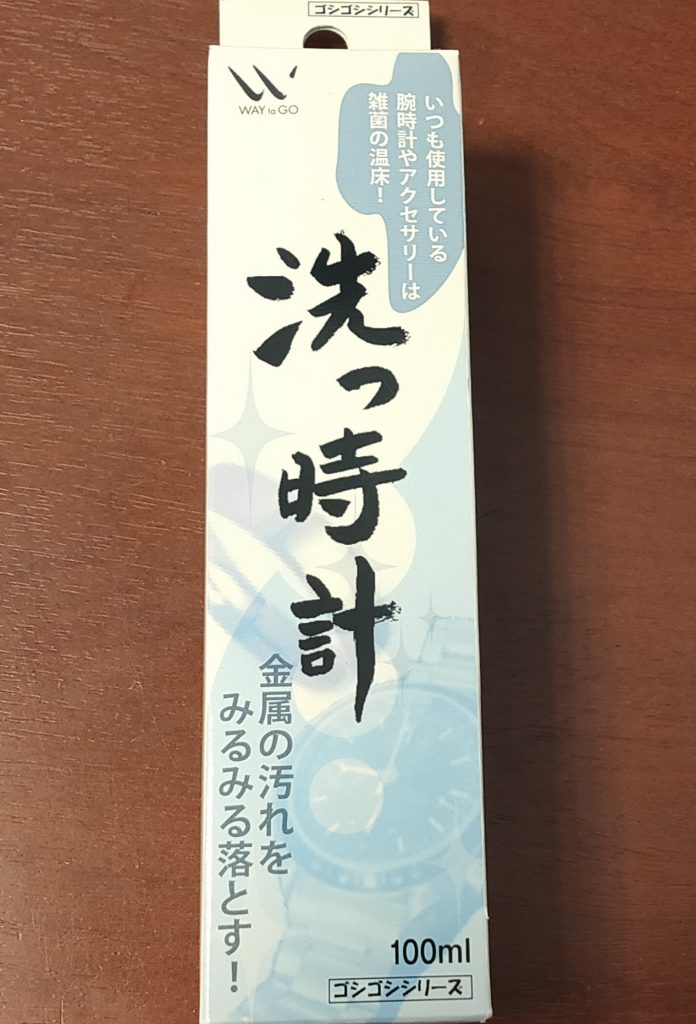 ゴシゴシシリーズ
WAY to GO
いつも使用している
腕時計やアクセサリーは
雑菌の温床!
洗っ時計
金属の汚れを
みるみる落とす!
100ml
ゴシゴシシリーズ